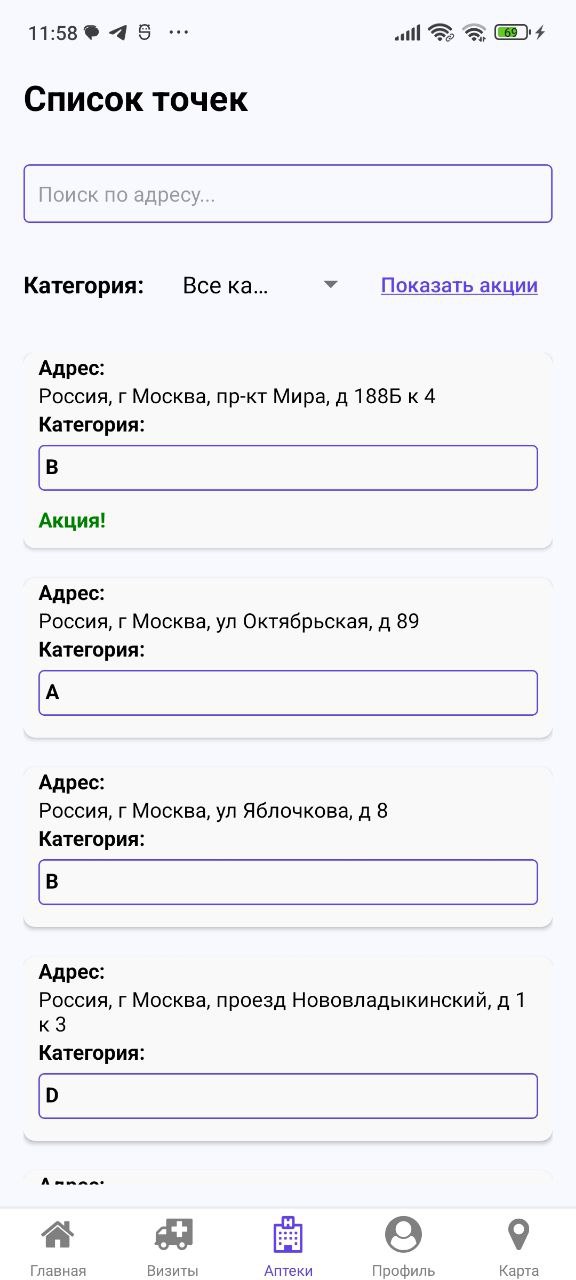 11:58
69
Список точек
Поиск по адресу...
Категория: Все ка... Показать акции
Адрес:
Россия, г Москва, пр-кт Мира, д 188Б к 4
Категория:
B
Акция!
Адрес:
Россия, г Москва, ул Октябрьская, д 89
Категория:
A
Адрес:
Россия, г Москва, ул Яблочкова, д 8
Категория:
B
Адрес:
Россия, г Москва, проезд Нововладыкинский, д 1
к 3
Категория:
D
Адрес:
Главная Визиты Аптеки Профиль Карта